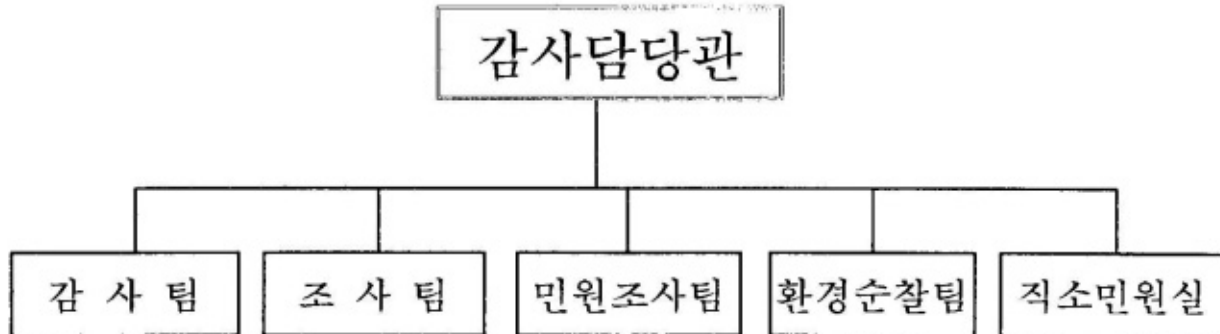 감사담당관
감 사 팀
조 사 팀
민원조사팀
환경순찰팀
직소민원실